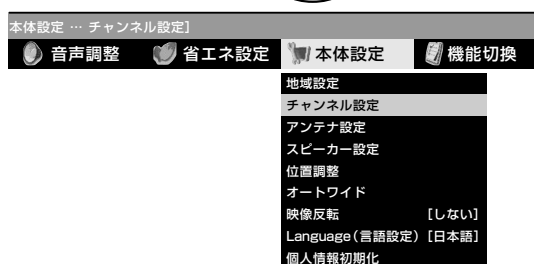 本体設定 … チャンネル設定]
音声調整 省エネ設定 本体設定 機能切換
地域設定
チャンネル設定
アンテナ設定
スピーカー設定
位置調整
オートワイド
映像反転 [しない]
Language(言語設定) [日本語]
個人情報初期化